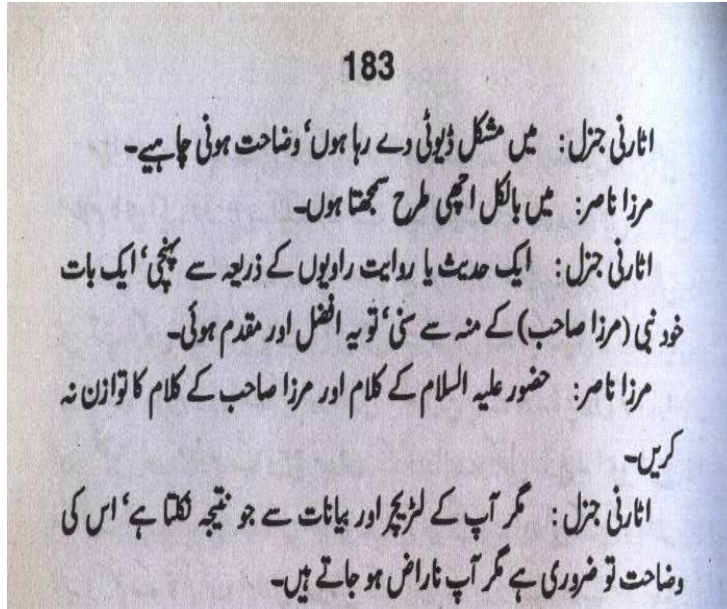 183
اٹارنی جنرل : میں مشکل ڈیوٹی دے رہا ہوں‘ وضاحت ہونی چاہیے۔
مرزا ناصر : میں بالکل اچھی طرح سمجھتا ہوں۔
اٹارنی جنرل : ایک حدیث یا روایت راویوں کے ذریعہ سے پہنچی‘ ایک بات
خود نبی (مرزا صاحب) کے منہ سے سنی‘ تو یہ افضل اور مقدم ہوئی۔
مرزا ناصر : حضور علیہ السلام کے کلام اور مرزا صاحب کے کلام کا توازن نہ
کریں۔
اٹارنی جنرل : مگر آپ کے لٹریچر اور بیانات سے جو نتیجہ نکلتا ہے‘ اس کی
وضاحت تو ضروری ہے مگر آپ ناراض ہو جاتے ہیں۔